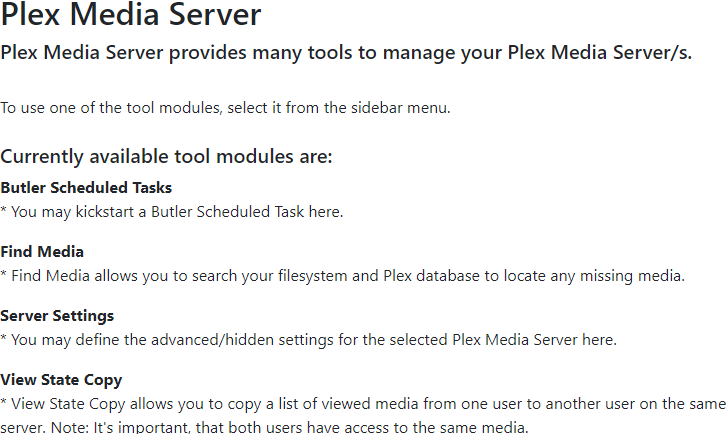 Plex Media Server
Plex Media Server provides many tools to manage your Plex Media Server/s.
To use one of the tool modules, select it from the sidebar menu.
Currently available tool modules are:
Butler Scheduled Tasks
* You may kickstart a Butler Scheduled Task here.
Find Media
* Find Media allows you to search your filesystem and Plex database to locate any missing media.
Server Settings
* You may define the advanced/hidden settings for the selected Plex Media Server here.
View State Copy
* View State Copy allows you to copy a list of viewed media from one user to another user on the same
server. Note: It's important, that both users have access to the same media.